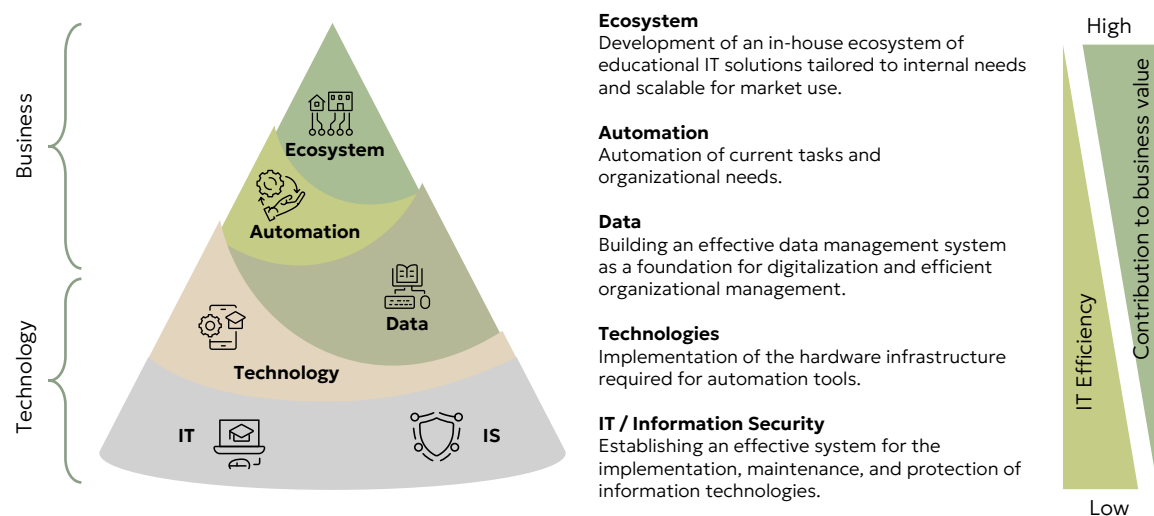 Business
Technology
Ecosystem
Automation
Data
Technology
IT
IS
Ecosystem
Development of an in-house ecosystem of
educational IT solutions tailored to internal needs
and scalable for market use.
Automation
Automation of current tasks and
organizational needs.
Data
Building an effective data management system
as a foundation for digitalization and efficient
organizational management.
Technologies
Implementation of the hardware infrastructure
required for automation tools.
IT / Information Security
Establishing an effective system for the
implementation, maintenance, and protection of
information technologies.
High
IT Efficiency
Contribution to business value
Low